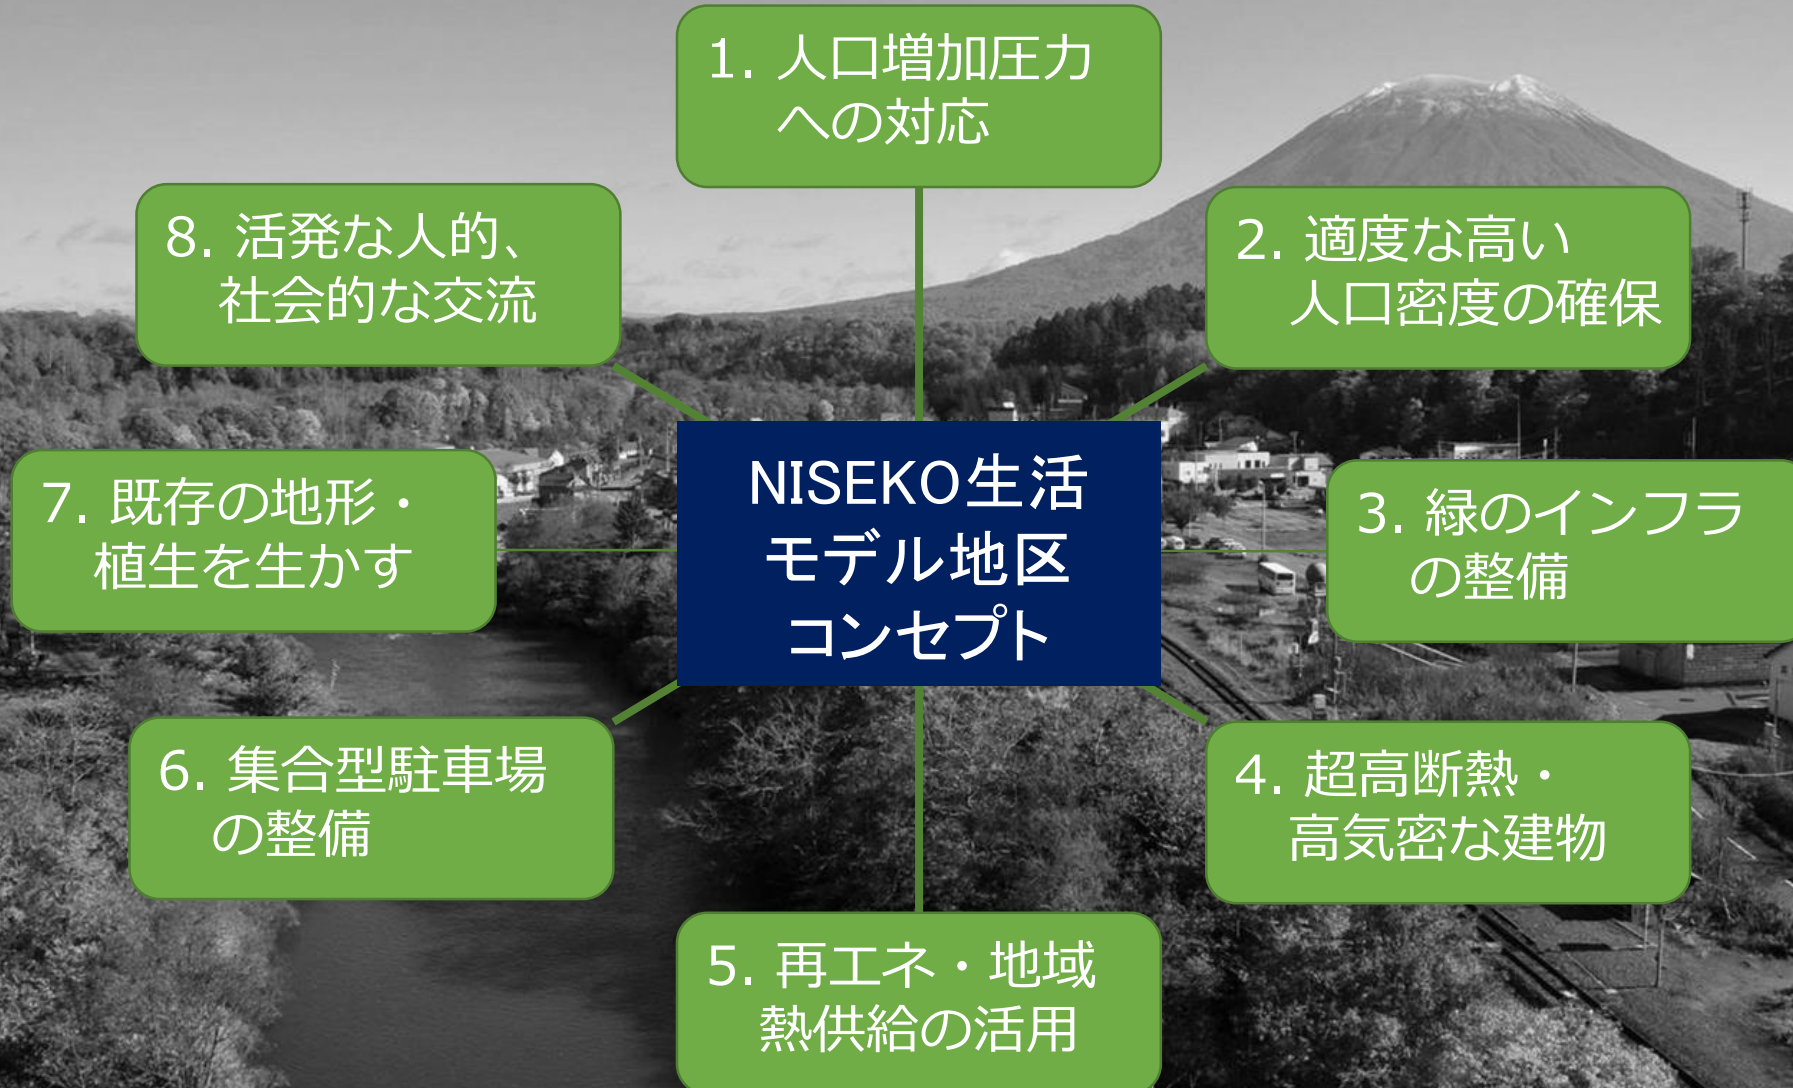 NISEKO生活
モデル地区
コンセプト
1. 人口増加圧力
への対応
2. 適度な高い
人口密度の確保
3. 緑のインフラ
の整備
4. 超高断熱・
高気密な建物
5. 再エネ・地域
熱供給の活用
6. 集合型駐車場
の整備
7. 既存の地形・
植生を生かす
8. 活発な人的、
社会的な交流